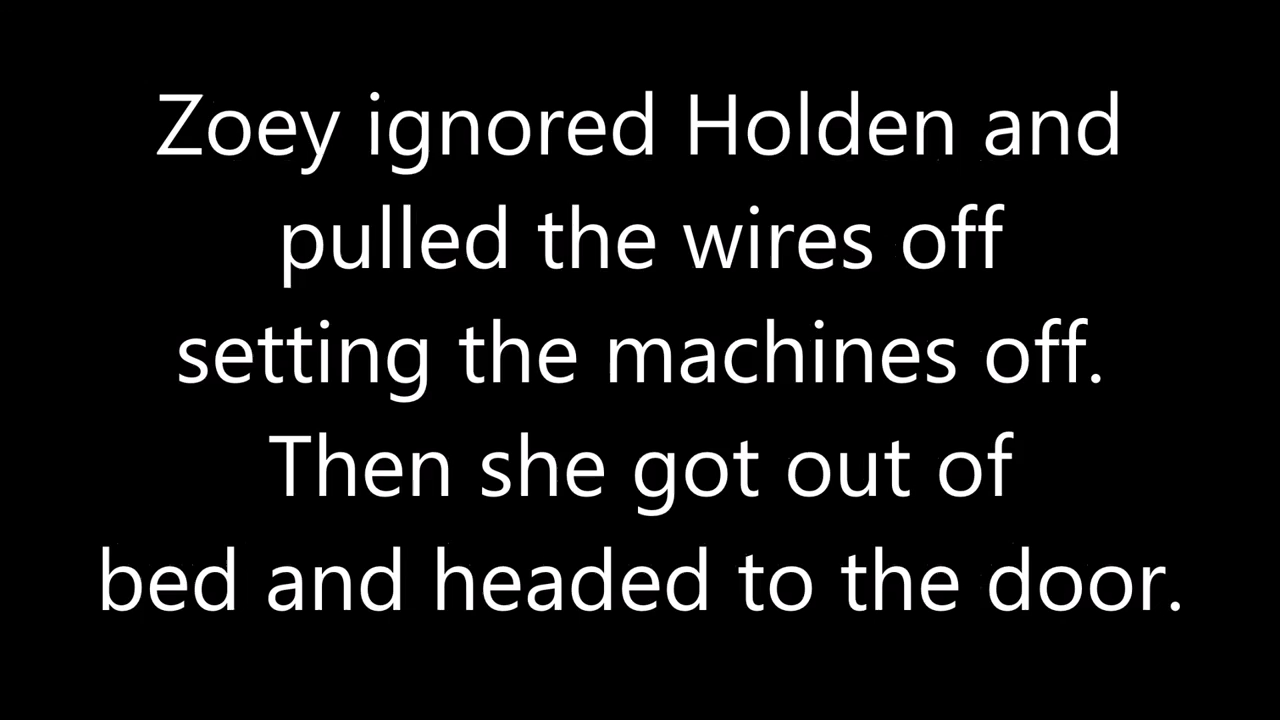 Zoey ignored Holden and
pulled the wires off
setting the machines off.
Then she got out of
bed and headed to the door.